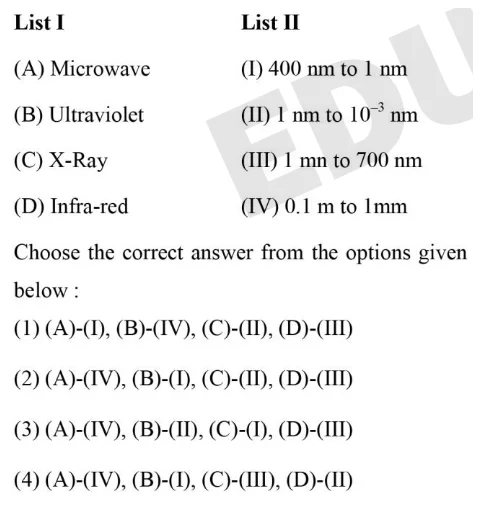 List I List II
(A) Microwave (I) 400 nm to 1 nm
(B) Ultraviolet (II) 1 nm to 10⁻³ nm
(C) X-Ray (III) 1 mn to 700 nm
(D) Infra-red (IV) 0.1 m to 1mm
Choose the correct answer from the options given
below :
(1) (A)-(I), (B)-(IV), (C)-(II), (D)-(III)
(2) (A)-(IV), (B)-(I), (C)-(II), (D)-(III)
(3) (A)-(IV), (B)-(II), (C)-(I), (D)-(III)
(4) (A)-(IV), (B)-(I), (C)-(III), (D)-(II)
EDU